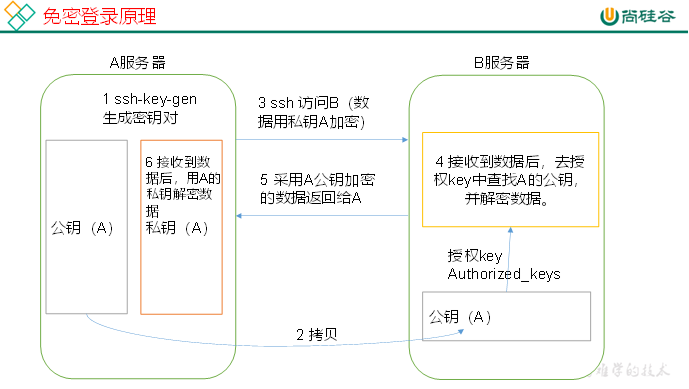 免密登录原理
尚硅谷
A服务器
B服务器
1 ssh-key-gen
生成密钥对
3 ssh 访问B（数
据用私钥A加密）
6 接收到数
据后，用A的
私钥解密数
据
私钥（A）
公钥（A）
5 采用A公钥加密
的数据返回给A
4 接收到数据后，去授
权key中查找A的公钥，
并解密数据。
授权key
Authorized_keys
公钥（A）
2 拷贝
学的技术